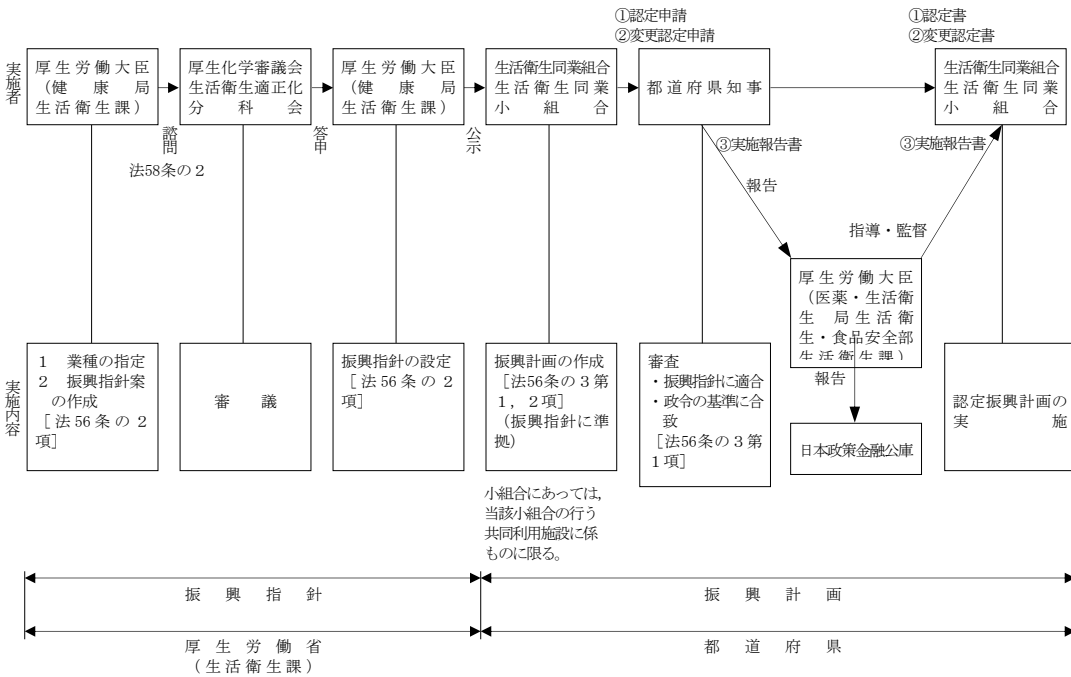 ①認定申請
②変更認定申請
①認定書
②変更認定書
実施者
厚生労働大臣
(健康局
生活衛生課)
厚生化学審議会
生活衛生適正化
分科会
厚生労働大臣
(健康局
生活衛生課)
生活衛生同業組合
生活衛生同業
小組合
都道府県知事
生活衛生同業組合
生活衛生同業
小組合
諮問
答申
公示
法58条の2
③実施報告書
③実施報告書
報告
指導・監督
厚生労働大臣
(医薬・生活衛
生局生活衛
生・食品安全部
生活衛生課)
報告
日本政策金融公庫
実施内容
1 業種の指定
2 振興指針案
の作成
[法56条の2
項]
審議
振興指針の設定
[法56条の2
項]
振興計画の作成
[法56条の3第
1,2項]
(振興指針に準
拠)
審査
・振興指針に適合
・政令の基準に合
致
[法56条の3第
1項]
認定振興計画の
実施
小組合にあっては,
当該小組合の行う
共同利用施設に係
ものに限る。
振興指針
振興計画
厚生労働省
(生活衛生課)
都道府県